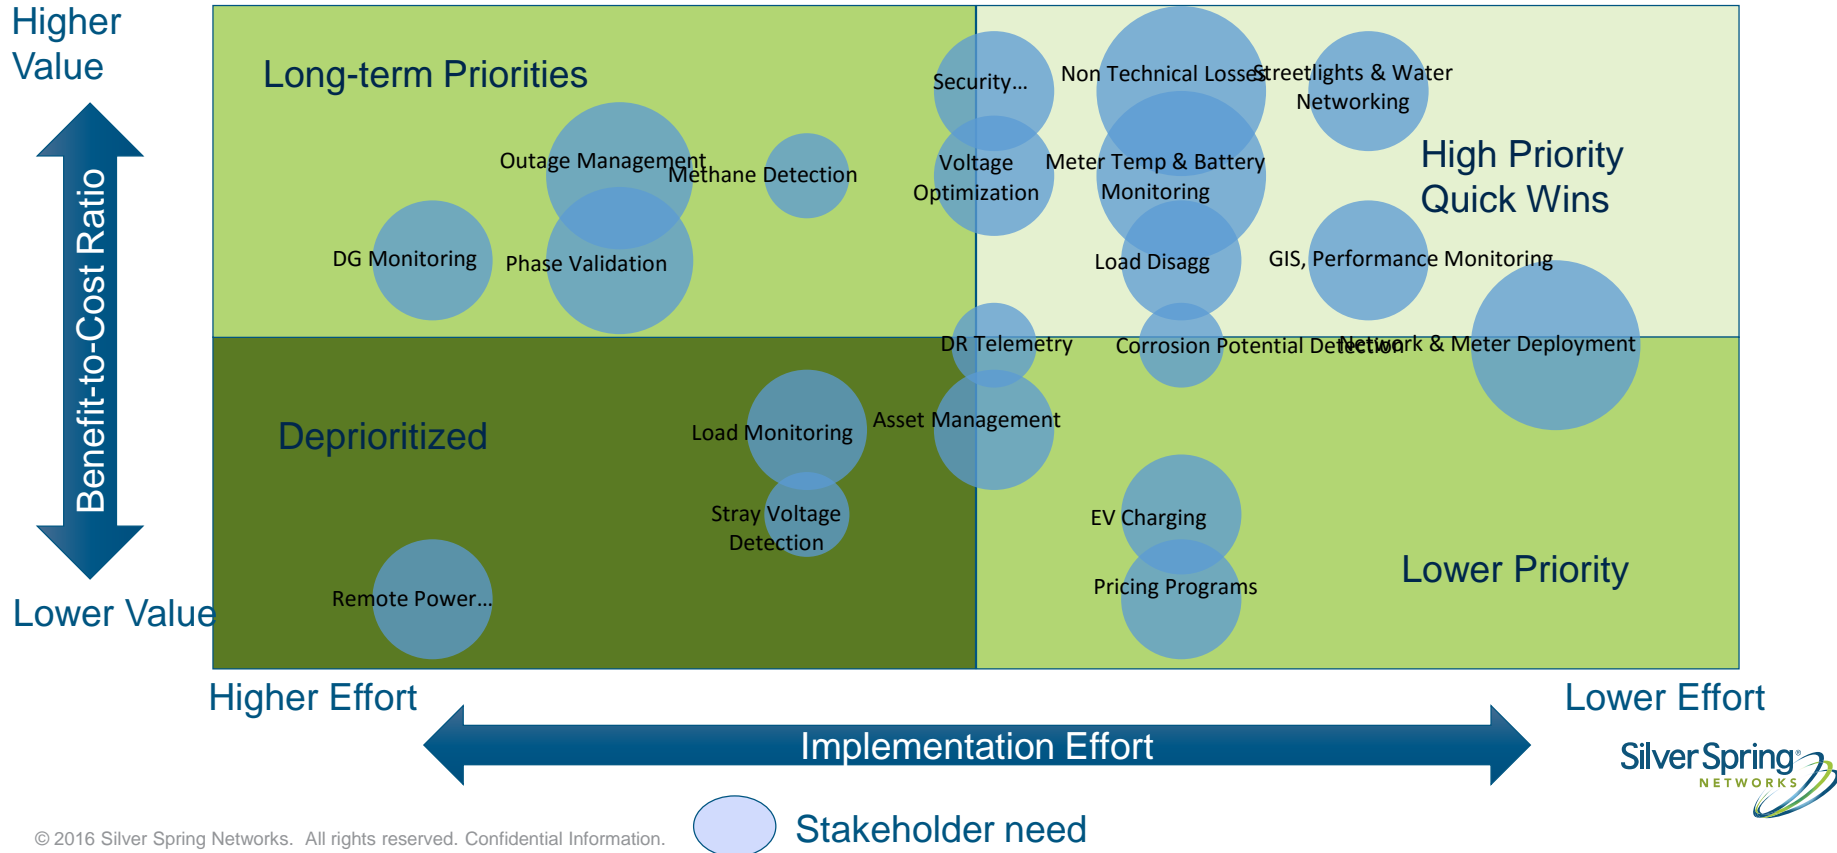 Higher
Value
Long-term Priorities
Security...
Non Technical Losses
Streetlights & Water
Networking
Outage Management
Methane Detection
Voltage
Optimization
Meter Temp & Battery
Monitoring
High Priority
Quick Wins
Benefit-to-Cost Ratio
DG Monitoring
Phase Validation
Load Disagg
GIS, Performance Monitoring
DR Telemetry
Corrosion Potential Detection
Network & Meter Deployment
Deprioritized
Load Monitoring
Asset Management
Stray Voltage
Detection
EV Charging
Lower Priority
Remote Power...
Pricing Programs
Lower Value
Higher Effort
Lower Effort
Implementation Effort
Silver Spring®
NETWORKS
Stakeholder need
© 2016 Silver Spring Networks. All rights reserved. Confidential Information.